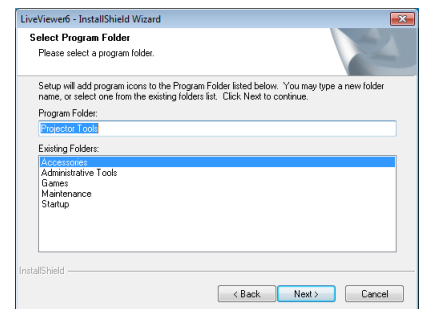 LiveViewer6 - InstallShield Wizard
Select Program Folder
Please select a program folder.
Setup will add program icons to the Program Folder listed below. You may type a new folder
name, or select one from the existing folders list. Click Next to continue.
Program Folder:
Projector Tools
Existing Folders:
Accessories
Administrative Tools
Games
Maintenance
Startup
InstallShield
< Back
Next >
Cancel